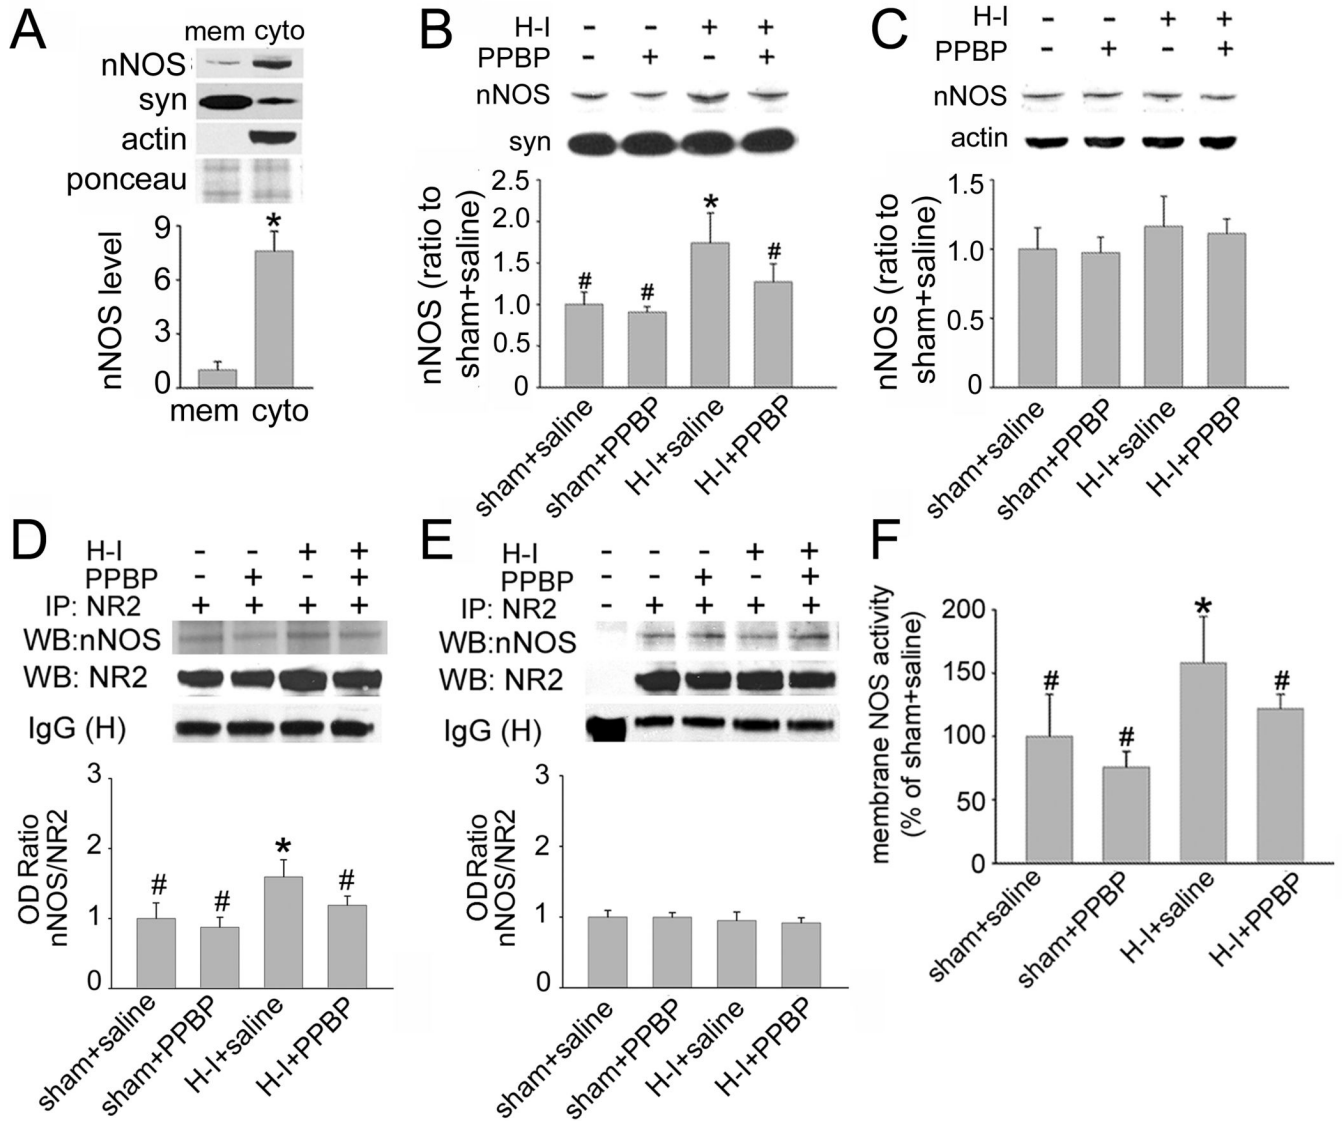 A
mem cyto
nNOS
syn
actin
ponceau
nNOS level
9
6
3
0
*
mem cyto
B
H-I - - + +
PPBP - + - +
nNOS
syn
nNOS (ratio to
sham+saline)
2.5
2.0
1.5
1.0
0.5
0
# # * #
sham+saline
sham+PPBP
H-I+saline
H-I+PPBP
C
H-I - - + +
PPBP - + - +
nNOS
actin
nNOS (ratio to
sham+saline)
1.5
1.0
0.5
0
sham+saline
sham+PPBP
H-I+saline
H-I+PPBP
D
H-I - - + +
PPBP - + - +
IP: NR2 + + + +
WB:nNOS
WB: NR2
IgG (H)
OD Ratio
nNOS/NR2
3
2
1
0
# # * #
sham+saline
sham+PPBP
H-I+saline
H-I+PPBP
E
H-I - - - + +
PPBP - - + - +
IP: NR2 - + + + +
WB:nNOS
WB: NR2
IgG (H)
ODRatio
nNOS/NR2
3
2
1
0
sham+saline
sham+PPBP
H-I+saline
H-I+PPBP
F
membrane NOS activity
(% of sham+saline)
200
150
100
50
0
# # * #
sham+saline
sham+PPBP
H-I+saline
H-I+PPBP